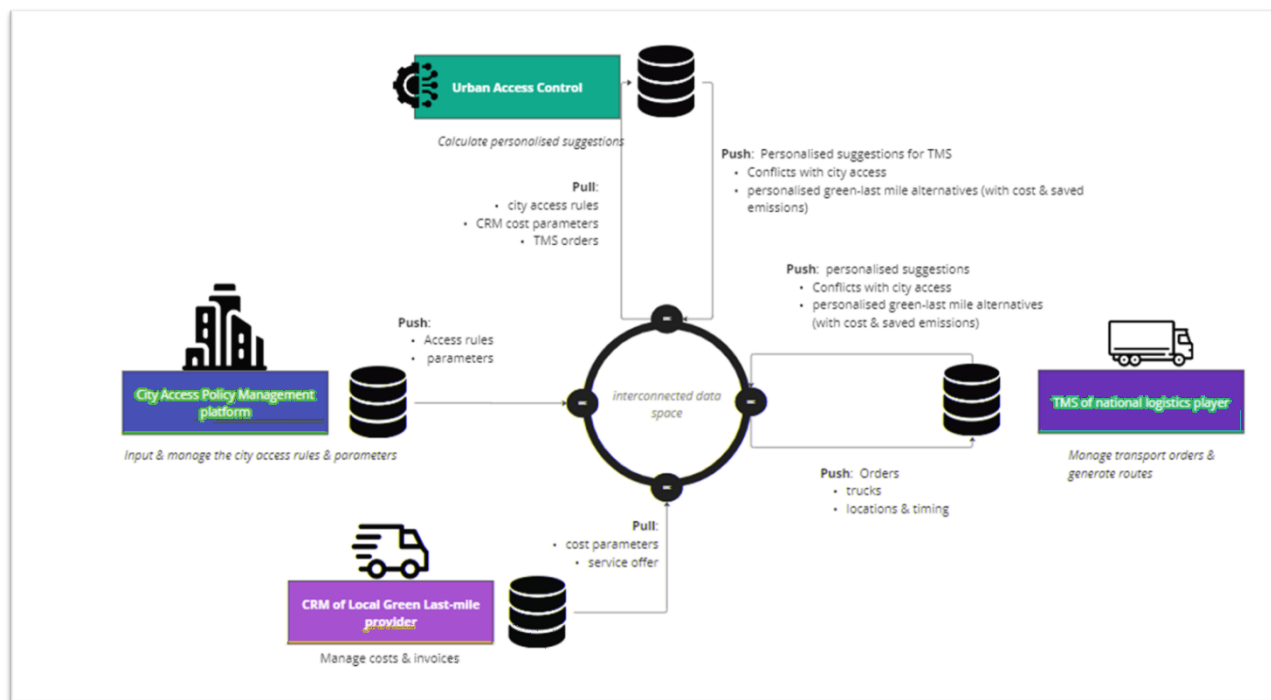 Urban Access Control
Calculate personalised suggestions
Push: Personalised suggestions for TMS
• Conflicts with city access
• personalised green-last mile alternatives (with cost & saved
emissions)
Pull:
• city access rules
• CRM cost parameters
• TMS orders
Push: personalised suggestions
• Conflicts with city access
• personalised green-last mile alternatives
(with cost & saved emissions)
Push:
• Access rules
• parameters
City Access Policy Management
platform
Input & manage the city access rules & parameters
interconnected data
space
TMS of national logistics player
Manage transport orders &
generate routes
Push: Orders
• trucks
• locations & timing
Pull:
• cost parameters
• service offer
CRM of Local Green Last-mile
provider
Manage costs & invoices